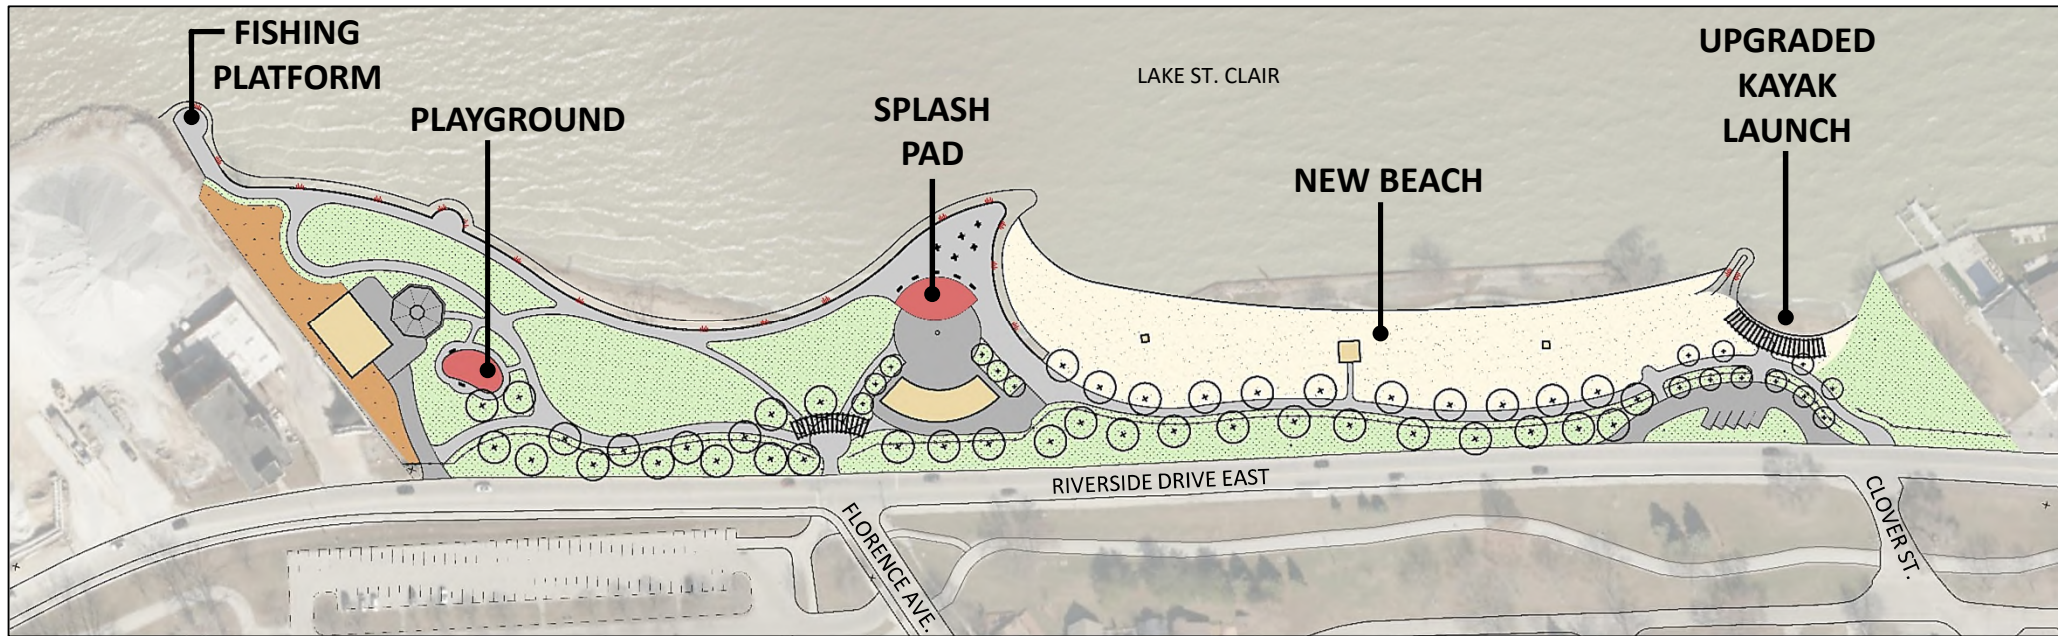 FISHING
PLATFORM
PLAYGROUND
SPLASH
PAD
LAKE ST. CLAIR
NEW BEACH
UPGRADED
KAYAK
LAUNCH
RIVERSIDE DRIVE EAST
FLORENCE AVE.
CLOVER ST.